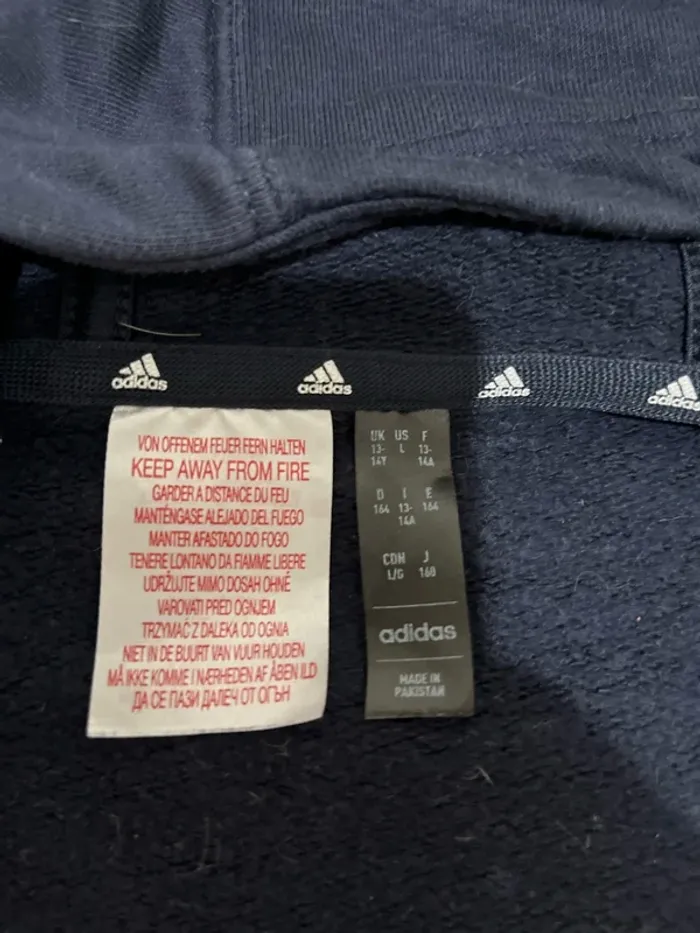 adidas
adidas
adidas
adidas
VON OFFENEM FEUER FERN HALTEN
KEEP AWAY FROM FIRE
GARDER A DISTANCE DU FEU
MANTÉNGASE ALEJADO DEL FUEGO
MANTER AFASTADO DO FOGO
TENERE LONTANO DA FIAMME LIBERE
UDRŽUJTE MIMO DOSAH OHNĚ
VAROVATI PRED OGNJEM
TRZYMAĆ Z DALEKA OD OGNIA
NIET IN DE BUURT VAN VUUR HOUDEN
MÅ IKKE KOMME I NÆRHEDEN AF ÅBEN ILD
ДА СЕ ПАЗИ ДАЛЕЧ ОТ ОГЪН
UK US F
13- L 13-
14Y 14A
D I E
164 13- 164
14A
CDN J
L/G 160
adidas
MADE IN
PAKISTAN